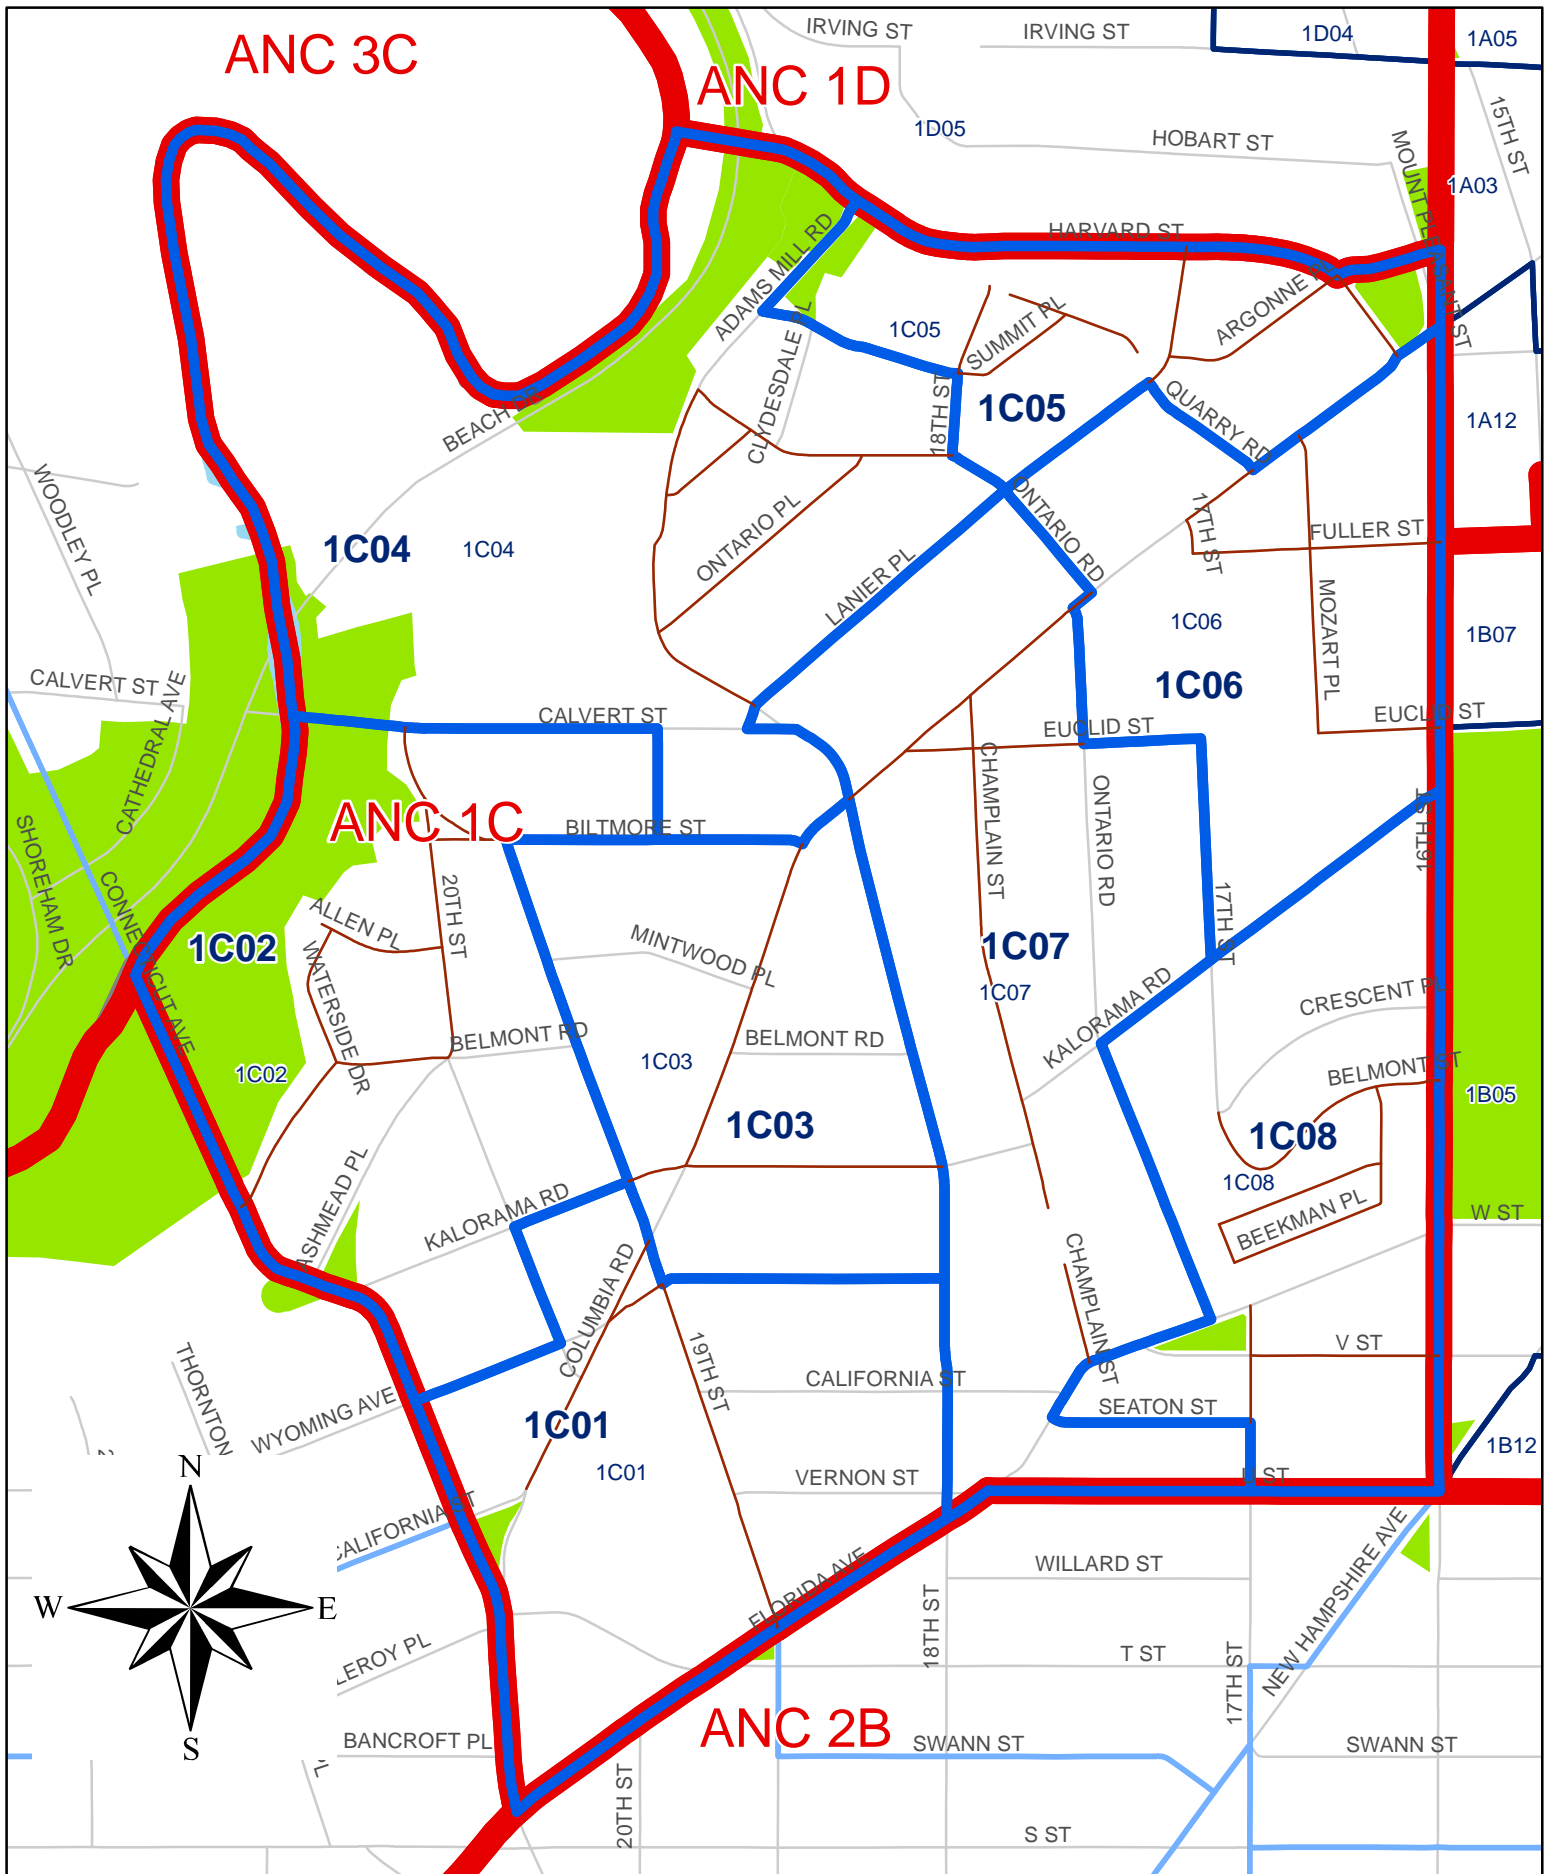 IRVING ST
IRVING ST
1D04
1A05
ANC 3C
ANC 1D
1D05
HOBART ST
15TH ST
MOUNT PLEASANT ST
1A03
ADAMS MILL RD
HARVARD ST
ARGONNE
1C05
SUMMIT PL
CLYDESDALE PL
18TH ST
1C05
QUARRY RD
1A12
BEACH DR
WOODLEY PL
1C04
1C04
ONTARIO PL
LANIER PL
ONTARIO RD
17TH ST
FULLER ST
MOZART PL
1C06
1B07
1C06
CALVERT ST
CATHEDRAL AVE
CALVERT ST
EUCLID ST
EUCLID ST
CHAMPLAIN ST
ONTARIO RD
16TH ST
ANC 1C
BILTMORE ST
SHOREHAM DR
CONNECTICUT AVE
20TH ST
ALLEN PL
1C02
WATERSIDE DR
MINTWOOD PL
1C07
17TH ST
1C07
KALORAMA RD
CRESCENT PL
BELMONT RD
BELMONT RD
1C03
1C02
BELMONT ST
1B05
1C03
1C08
1C08
ASHMEAD PL
KALORAMA RD
BEEKMAN PL
W ST
COLUMBIA RD
CHAMPLAIN ST
THORNTON
19TH ST
V ST
WYOMING AVE
CALIFORNIA ST
SEATON ST
1C01
1C01
1B12
VERNON ST
U ST
N
CALIFORNIA ST
W
E
S
FLORIDA AVE
WILLARD ST
18TH ST
NEW HAMPSHIRE AVE
LEROY PL
T ST
17TH ST
BANCROFT PL
ANC 2B
SWANN ST
SWANN ST
20TH ST
S ST